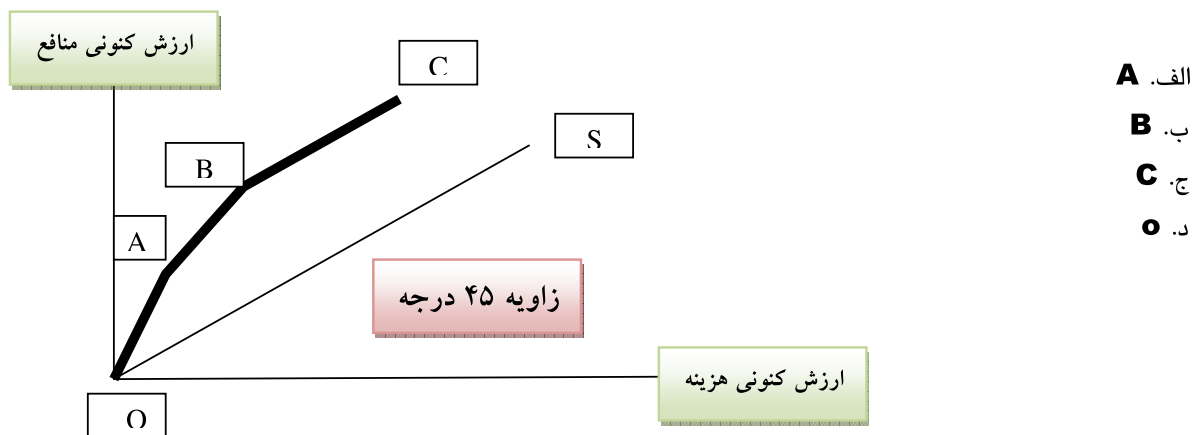 ارزش کنونی منافع
C
S
B
A
زاویه ۴۵ درجه
ارزش کنونی هزینه
O
الف. A
ب. B
ج. C
د. o